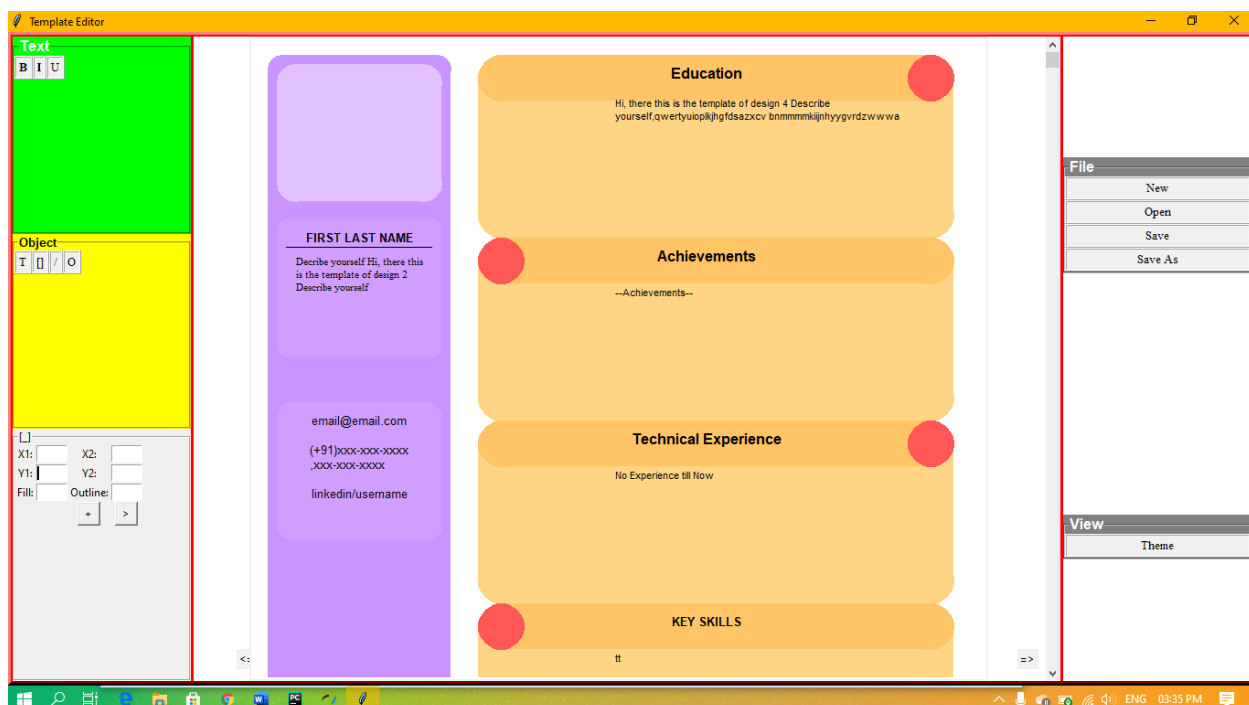 Template Editor
Text
B I U
Object
T [] / O
[_]
X1: X2:
Y1: Y2:
Fill: Outline:
+ >
FIRST LAST NAME
Decribe yourself Hi, there this
is the template of design 2
Describe yourself
email@email.com
(+91)xxx-xxx-xxxx
,xxx-xxx-xxxx
linkedin/username
<=
Education
Hi, there this is the template of design 4 Describe
yourself,qwertyuioplkjhgfdsazxcv bnmmmmkiijnhyygvrdzwwwa
Achievements
--Achievements--
Technical Experience
No Experience till Now
KEY SKILLS
tt
=>
File
New
Open
Save
Save As
View
Theme
ENG 03:35 PM